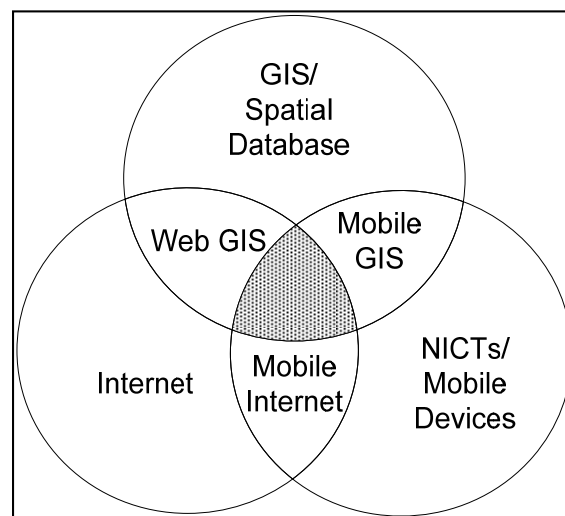 GIS/
Spatial
Database
Web GIS
Mobile
GIS
Internet
Mobile
Internet
NICTs/
Mobile
Devices